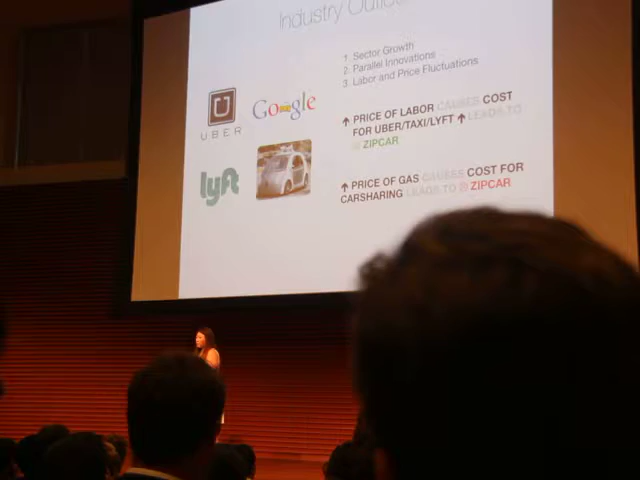 Industry Outlo
1. Sector Growth
2. Parallel Innovations
3. Labor and Price Fluctuations
UBER
Google
lyft
↑ PRICE OF LABOR CAUSES COST
FOR UBER/TAXI/LYFT ↑ LEADS TO
ZIPCAR
↑ PRICE OF GAS CAUSES COST FOR
CARSHARING LEADS TO ☹ ZIPCAR